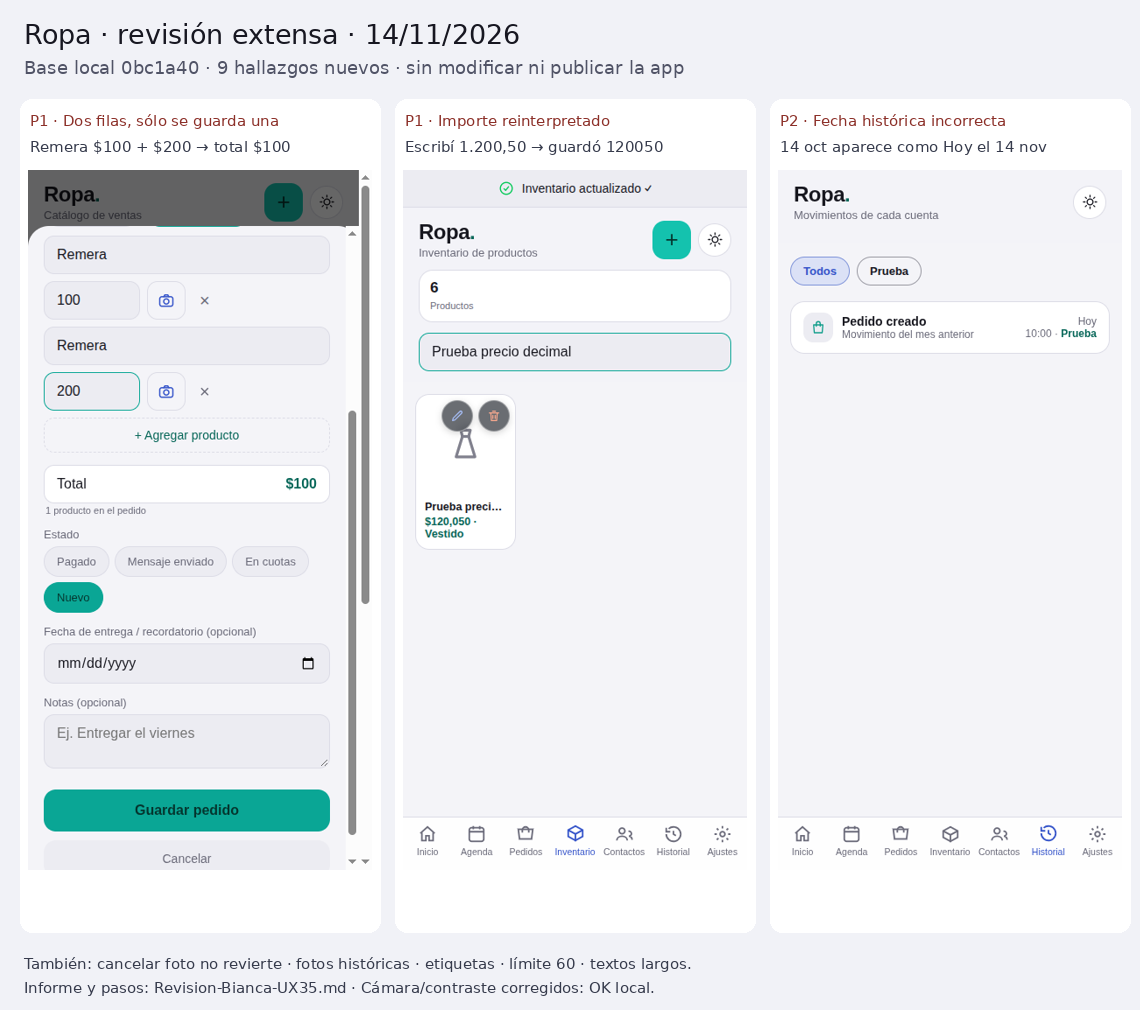 Ropa · revisión extensa · 14/11/2026
Base local 0bc1a40 · 9 hallazgos nuevos · sin modificar ni publicar la app
P1 · Dos filas, sólo se guarda una
Remera $100 + $200 → total $100
Ropa.
Catálogo de ventas
Remera
100
×
Remera
200
×
+ Agregar producto
Total $100
1 producto en el pedido
Estado
Pagado Mensaje enviado En cuotas
Nuevo
Fecha de entrega / recordatorio (opcional)
mm/dd/yyyy
Notas (opcional)
Ej. Entregar el viernes
Guardar pedido
Cancelar
P1 · Importe reinterpretado
Escribí 1.200,50 → guardó 120050
Inventario actualizado ✓
Ropa.
Inventario de productos
6
Productos
Prueba precio decimal
Prueba preci...
$120,050 ·
Vestido
Inicio Agenda Pedidos Inventario Contactos Historial Ajustes
P2 · Fecha histórica incorrecta
14 oct aparece como Hoy el 14 nov
Ropa.
Movimientos de cada cuenta
Todos Prueba
Pedido creado Hoy
Movimiento del mes anterior 10:00 · Prueba
Inicio Agenda Pedidos Inventario Contactos Historial Ajustes
También: cancelar foto no revierte · fotos históricas · etiquetas · límite 60 · textos largos.
Informe y pasos: Revision-Bianca-UX35.md · Cámara/contraste corregidos: OK local.